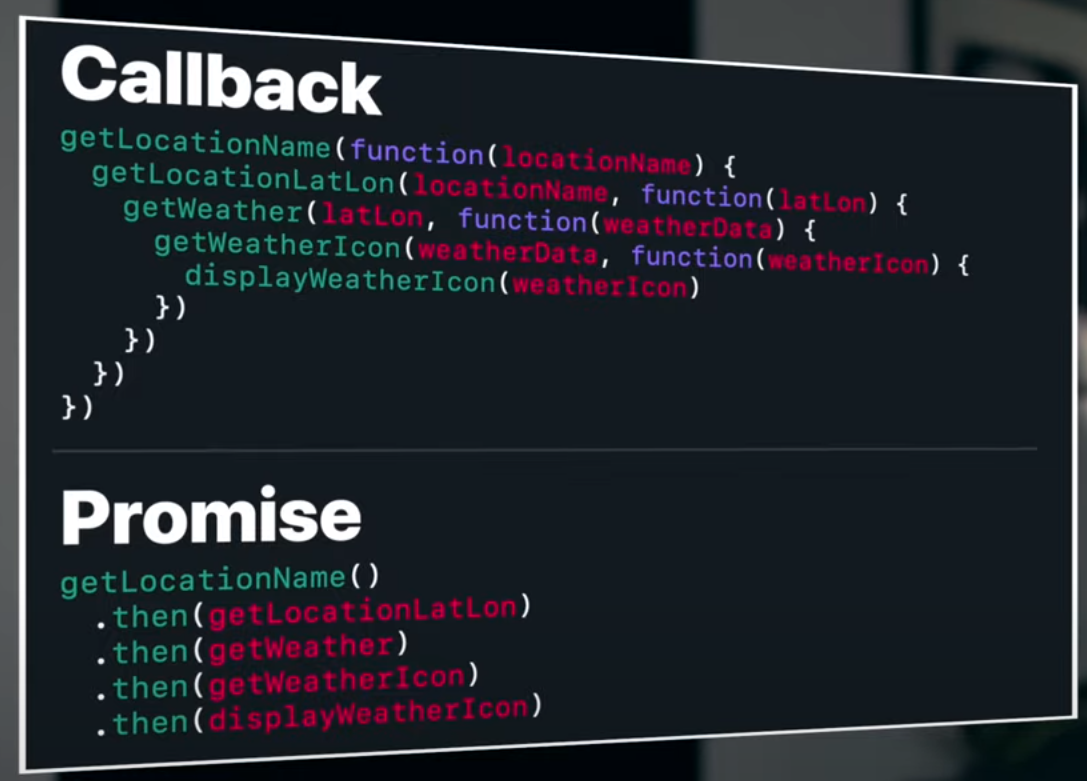 Callback
getLocationName(function(locationName) {
  getLocationLatLon(locationName, function(latLon) {
    getWeather(latLon, function(weatherData) {
      getWeatherIcon(weatherData, function(weatherIcon) {
        displayWeatherIcon(weatherIcon)
      })
    })
  })
})
Promise
getLocationName()
  .then(getLocationLatLon)
  .then(getWeather)
  .then(getWeatherIcon)
  .then(displayWeatherIcon)